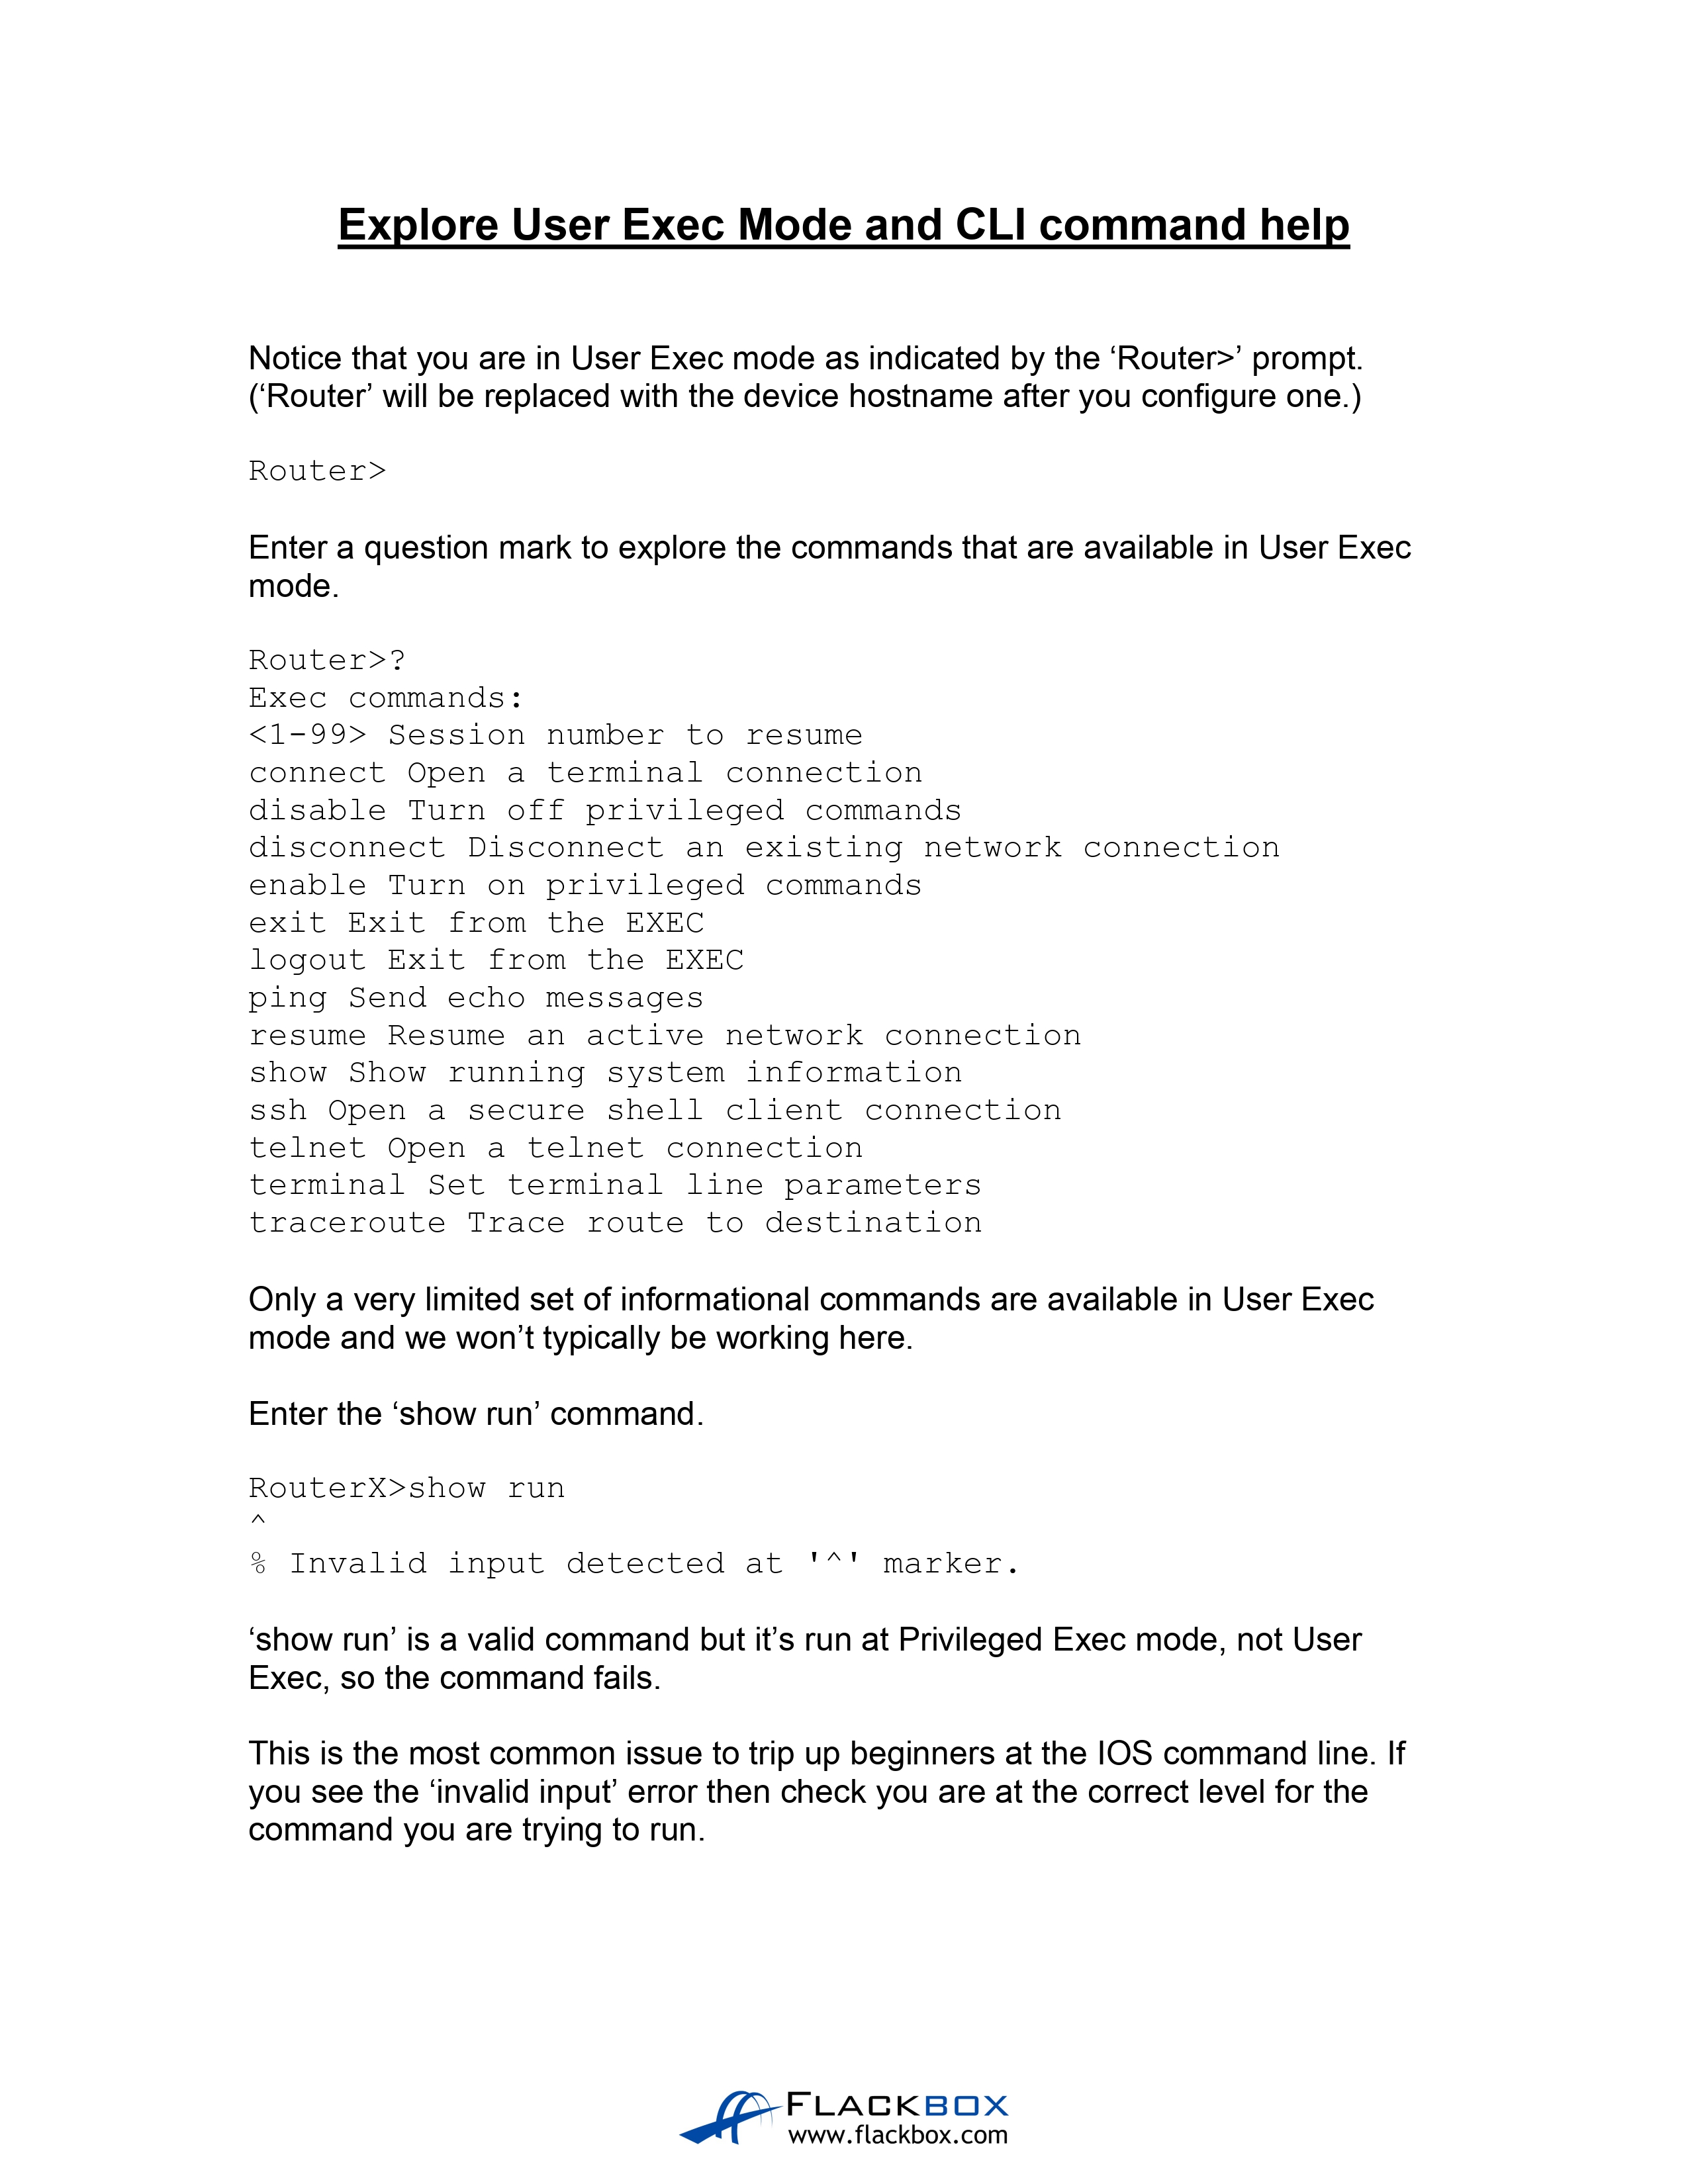 Explore User Exec Mode and CLI command help
Notice that you are in User Exec mode as indicated by the ‘Router>’ prompt.
(‘Router’ will be replaced with the device hostname after you configure one.)
Router>
Enter a question mark to explore the commands that are available in User Exec
mode.
Router>?
Exec commands:
<1-99> Session number to resume
connect Open a terminal connection
disable Turn off privileged commands
disconnect Disconnect an existing network connection
enable Turn on privileged commands
exit Exit from the EXEC
logout Exit from the EXEC
ping Send echo messages
resume Resume an active network connection
show Show running system information
ssh Open a secure shell client connection
telnet Open a telnet connection
terminal Set terminal line parameters
traceroute Trace route to destination
Only a very limited set of informational commands are available in User Exec
mode and we won’t typically be working here.
Enter the ‘show run’ command.
RouterX>show run
^
% Invalid input detected at '^' marker.
‘show run’ is a valid command but it’s run at Privileged Exec mode, not User
Exec, so the command fails.
This is the most common issue to trip up beginners at the IOS command line. If
you see the ‘invalid input’ error then check you are at the correct level for the
command you are trying to run.
FLACKBOX
www.flackbox.com